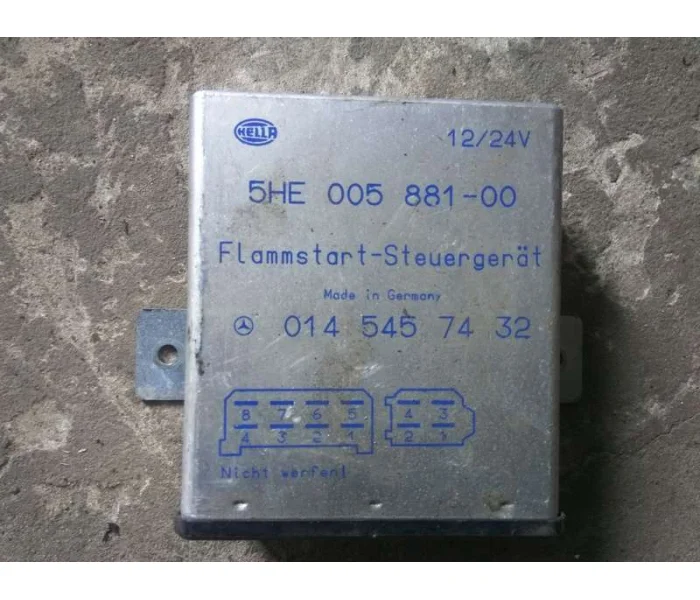 HELLA
12/24V
5HE 005 881-00
Flammstart-Steuergerät
Made in Germany
014 545 74 32
8 7 6 5 4 3
4 3 2 1 2 1
Nicht werfen!